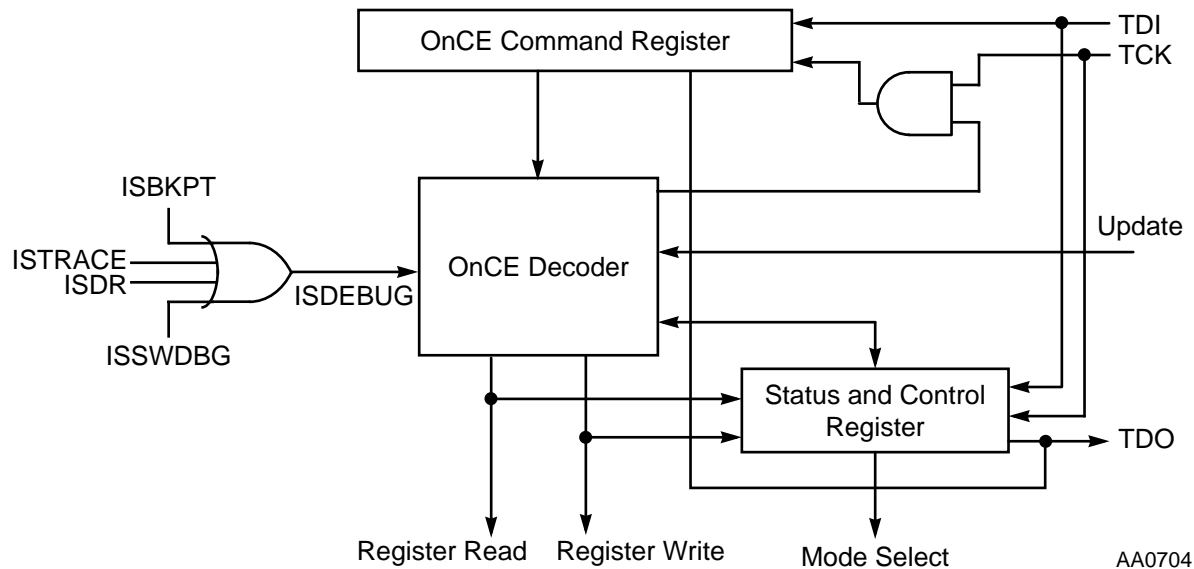 OnCE Command Register
TDI
TCK
ISBKPT
ISTRACE
ISDR
ISSWDBG
ISDEBUG
OnCE Decoder
Update
Status and Control
Register
TDO
Register Read
Register Write
Mode Select
AA0704